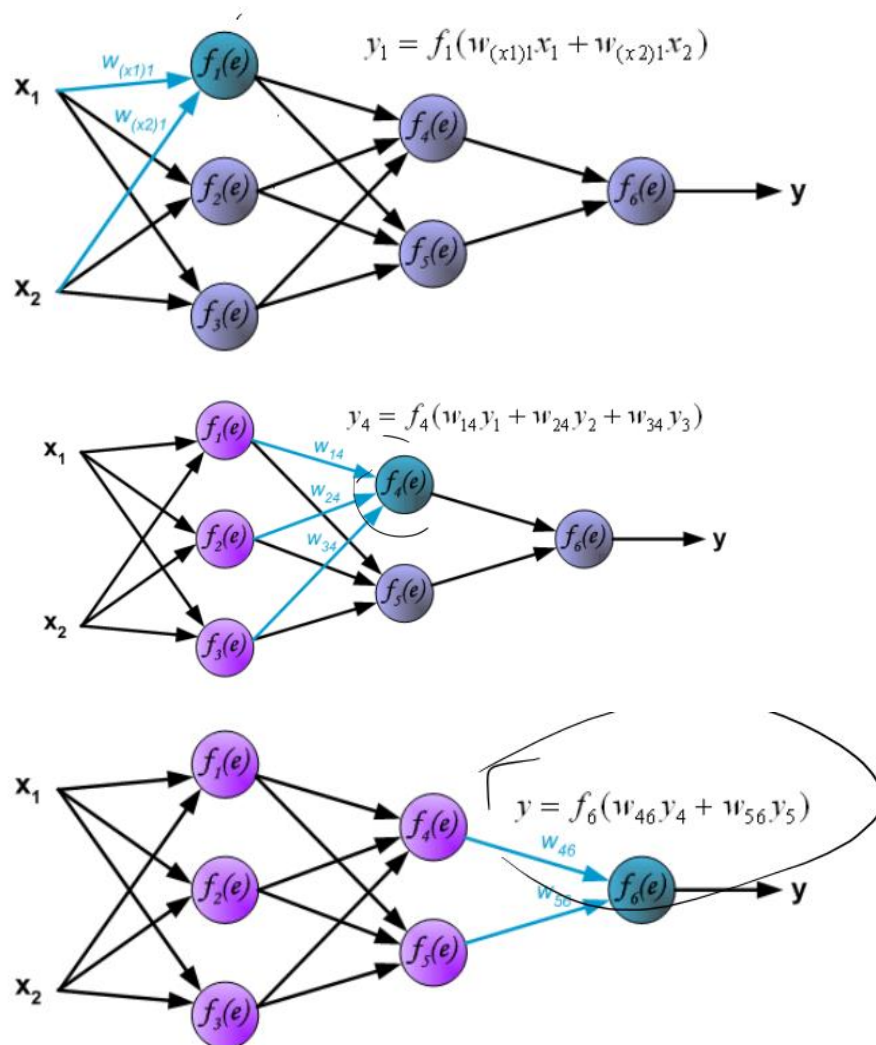 y₁ = f₁(w₍ₓ₁₎₁x₁ + w₍ₓ₂₎₁x₂)
w₍ₓ₁₎₁
f₁(e)
x₁
w₍ₓ₂₎₁
f₄(e)
f₂(e)
f₆(e)
y
f₅(e)
x₂
f₃(e)
y₄ = f₄(w₁₄y₁ + w₂₄y₂ + w₃₄y₃)
f₁(e)
x₁
w₁₄
f₄(e)
w₂₄
f₂(e)
w₃₄
f₆(e)
y
f₅(e)
x₂
f₃(e)
f₁(e)
x₁
y = f₆(w₄₆y₄ + w₅₆y₅)
f₄(e)
w₄₆
f₂(e)
w₅₆
f₆(e)
y
f₅(e)
x₂
f₃(e)